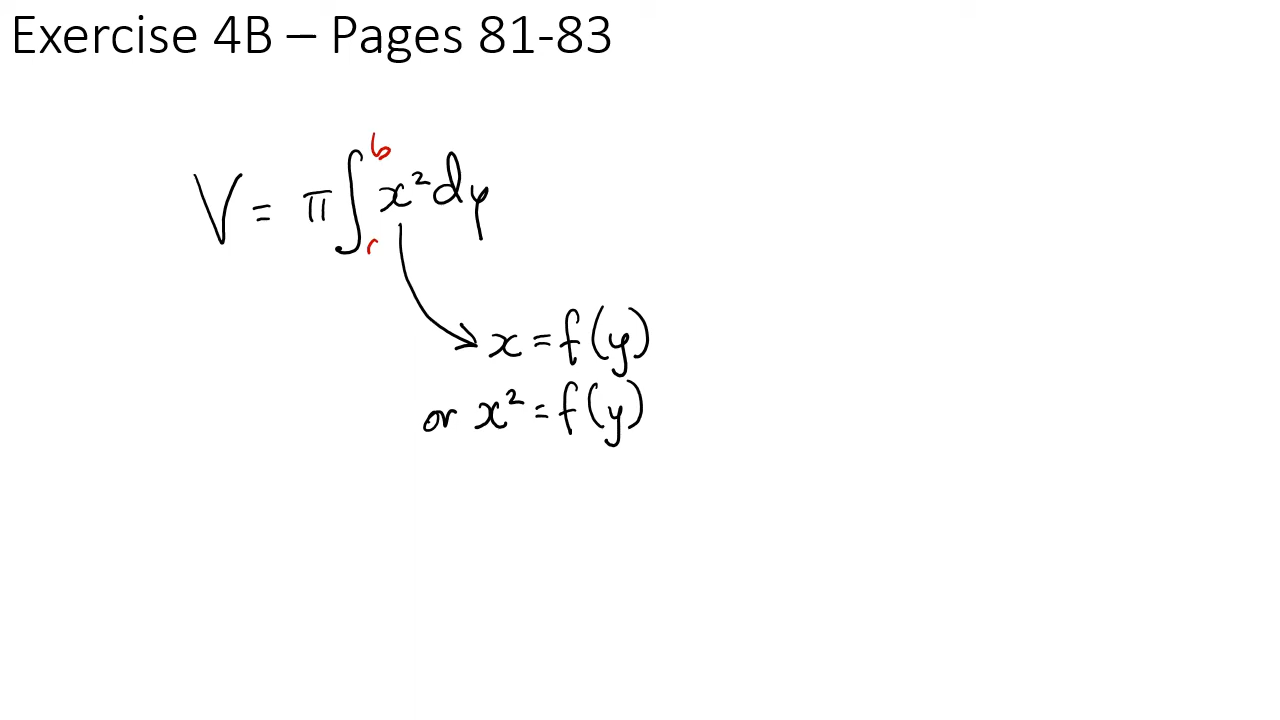 Exercise 4B – Pages 81-83
b
V = π∫x²dy
x = f(y)
or x² = f(y)